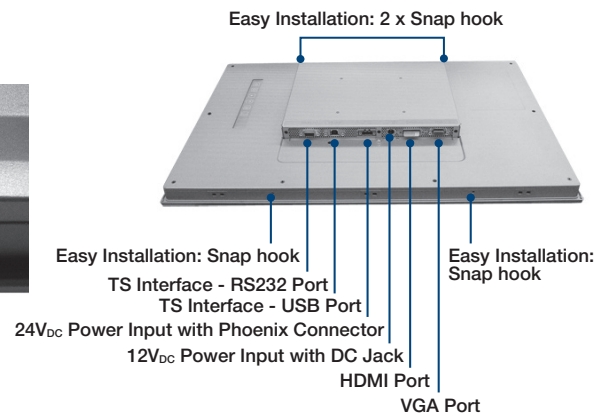 Easy Installation: 2 x Snap hook
Easy Installation: Snap hook
Easy Installation:
Snap hook
TS Interface - RS232 Port
TS Interface - USB Port
24VDC Power Input with Phoenix Connector
12VDC Power Input with DC Jack
HDMI Port
VGA Port